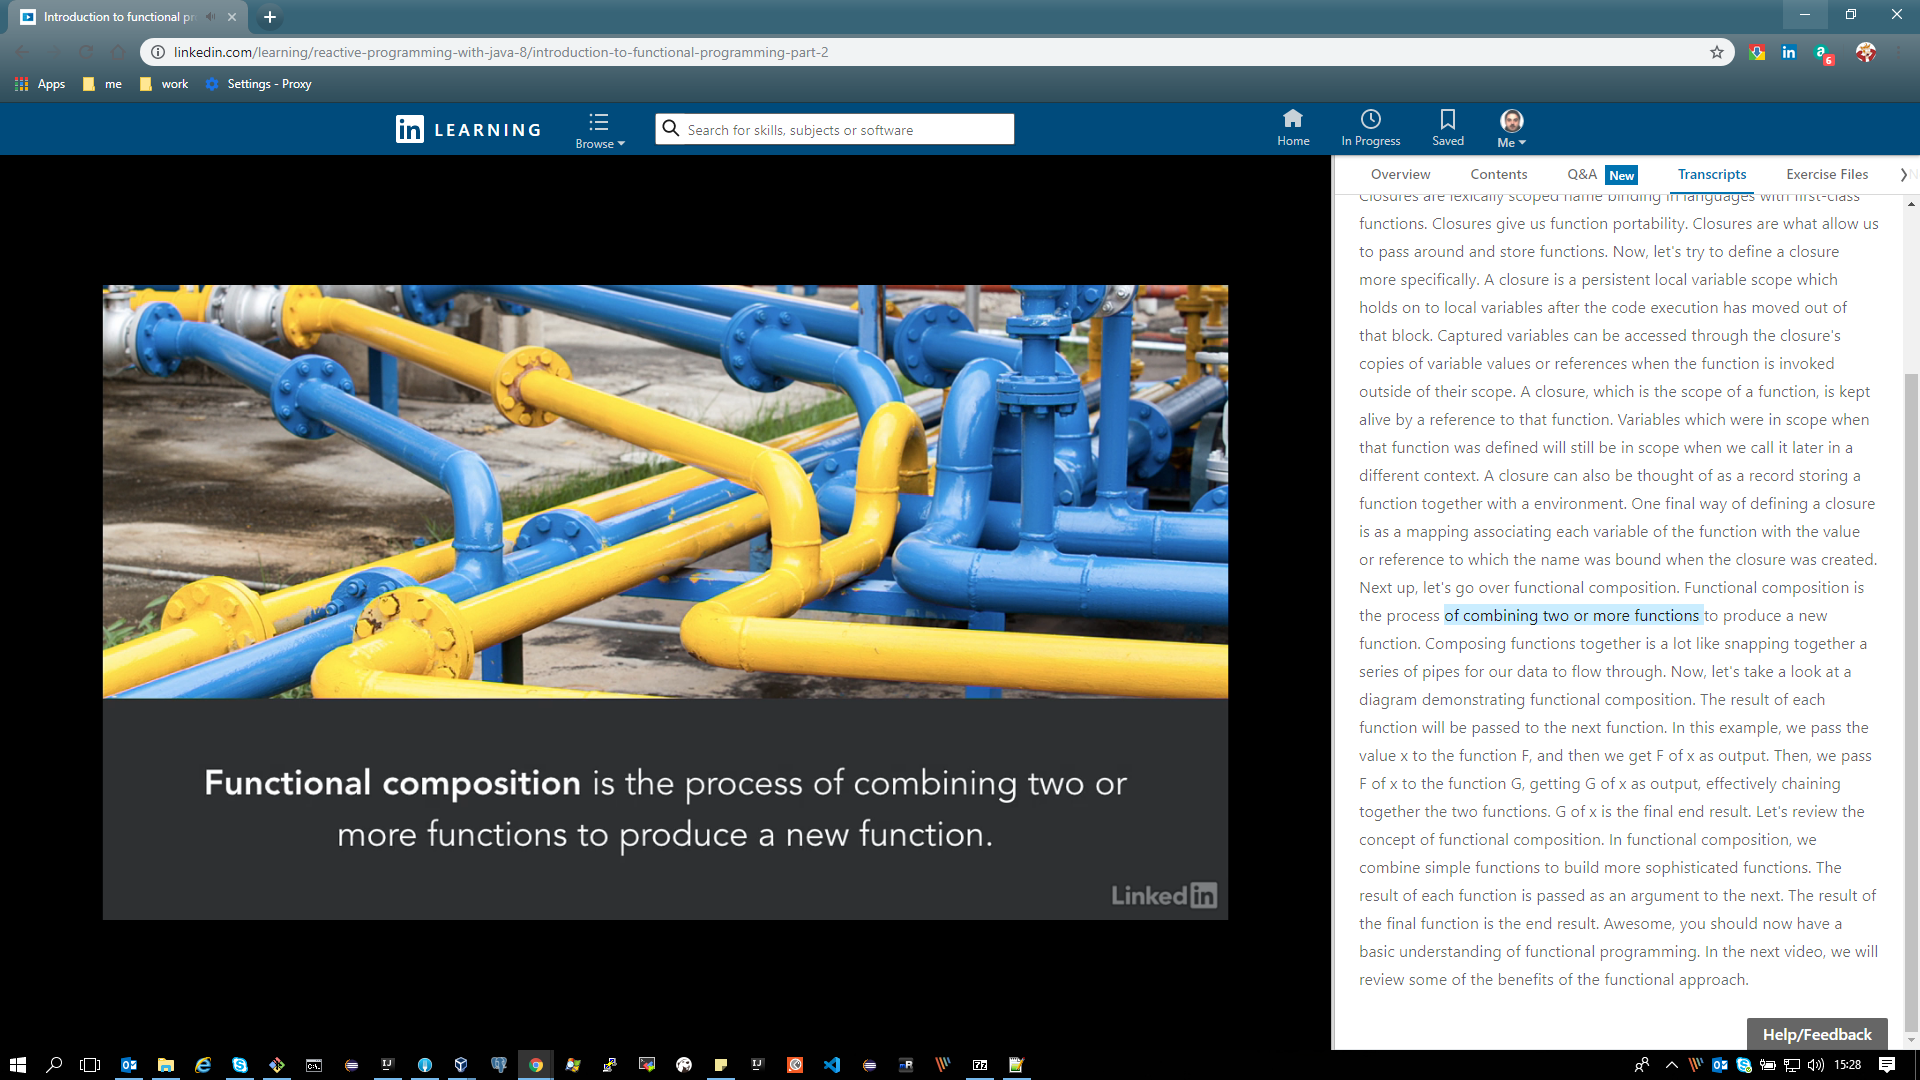 Introduction to functional pr
linkedin.com/learning/reactive-programming-with-java-8/introduction-to-functional-programming-part-2
6
Apps
me
work
Settings - Proxy
in LEARNING
Browse
Search for skills, subjects or software
Home
In Progress
Saved
Me
Overview
Contents
Q&A New
Transcripts
Exercise Files
Closures are lexically scoped name binding in languages with first-class
functions. Closures give us function portability. Closures are what allow us
to pass around and store functions. Now, let's try to define a closure
more specifically. A closure is a persistent local variable scope which
holds on to local variables after the code execution has moved out of
that block. Captured variables can be accessed through the closure's
copies of variable values or references when the function is invoked
outside of their scope. A closure, which is the scope of a function, is kept
alive by a reference to that function. Variables which were in scope when
that function was defined will still be in scope when we call it later in a
different context. A closure can also be thought of as a record storing a
function together with a environment. One final way of defining a closure
is as a mapping associating each variable of the function with the value
or reference to which the name was bound when the closure was created.
Next up, let's go over functional composition. Functional composition is
the process of combining two or more functions to produce a new
function. Composing functions together is a lot like snapping together a
series of pipes for our data to flow through. Now, let's take a look at a
diagram demonstrating functional composition. The result of each
function will be passed to the next function. In this example, we pass the
value x to the function F, and then we get F of x as output. Then, we pass
F of x to the function G, getting G of x as output, effectively chaining
together the two functions. G of x is the final end result. Let's review the
concept of functional composition. In functional composition, we
combine simple functions to build more sophisticated functions. The
result of each function is passed as an argument to the next. The result of
the final function is the end result. Awesome, you should now have a
basic understanding of functional programming. In the next video, we will
review some of the benefits of the functional approach.
Functional composition is the process of combining two or
more functions to produce a new function.
Linked in
Help/Feedback
15:28